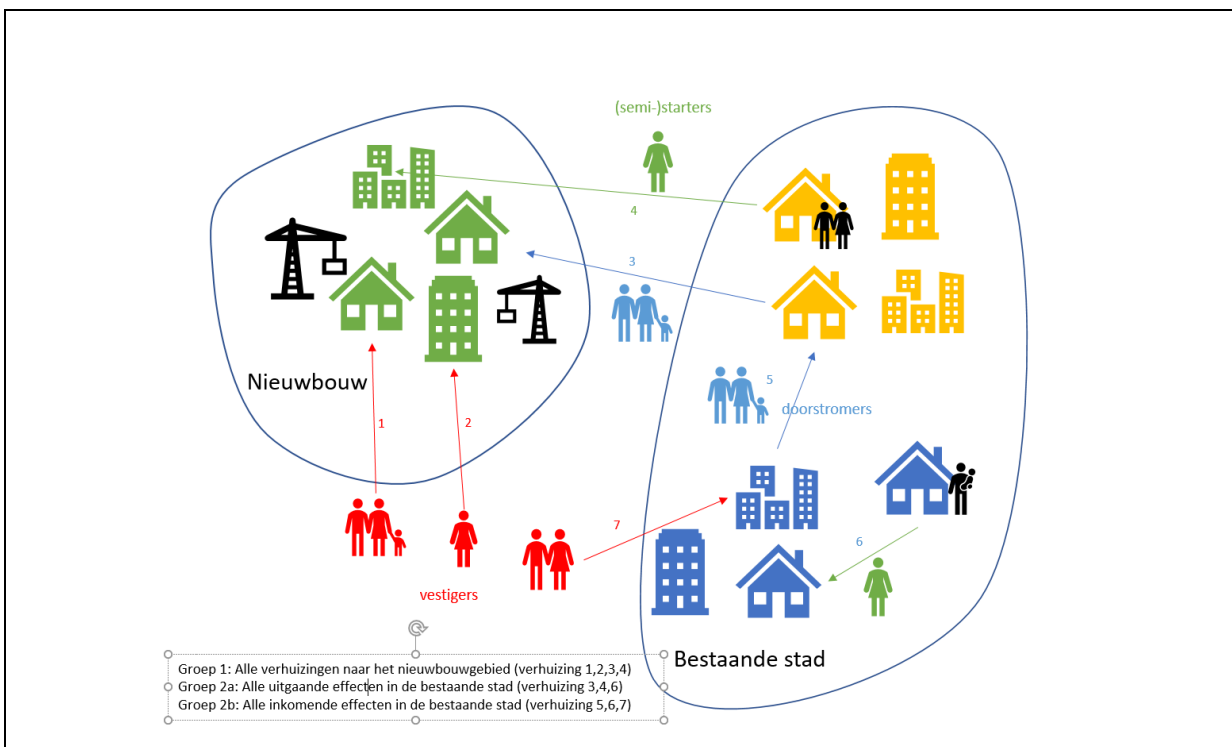 (semi-)starters
4
3
Nieuwbouw
5
doorstromers
1
2
7
6
vestigers
Bestaande stad
Groep 1: Alle verhuizingen naar het nieuwbouwgebied (verhuizing 1,2,3,4)
Groep 2a: Alle uitgaande effecten in de bestaande stad (verhuizing 3,4,6)
Groep 2b: Alle inkomende effecten in de bestaande stad (verhuizing 5,6,7)